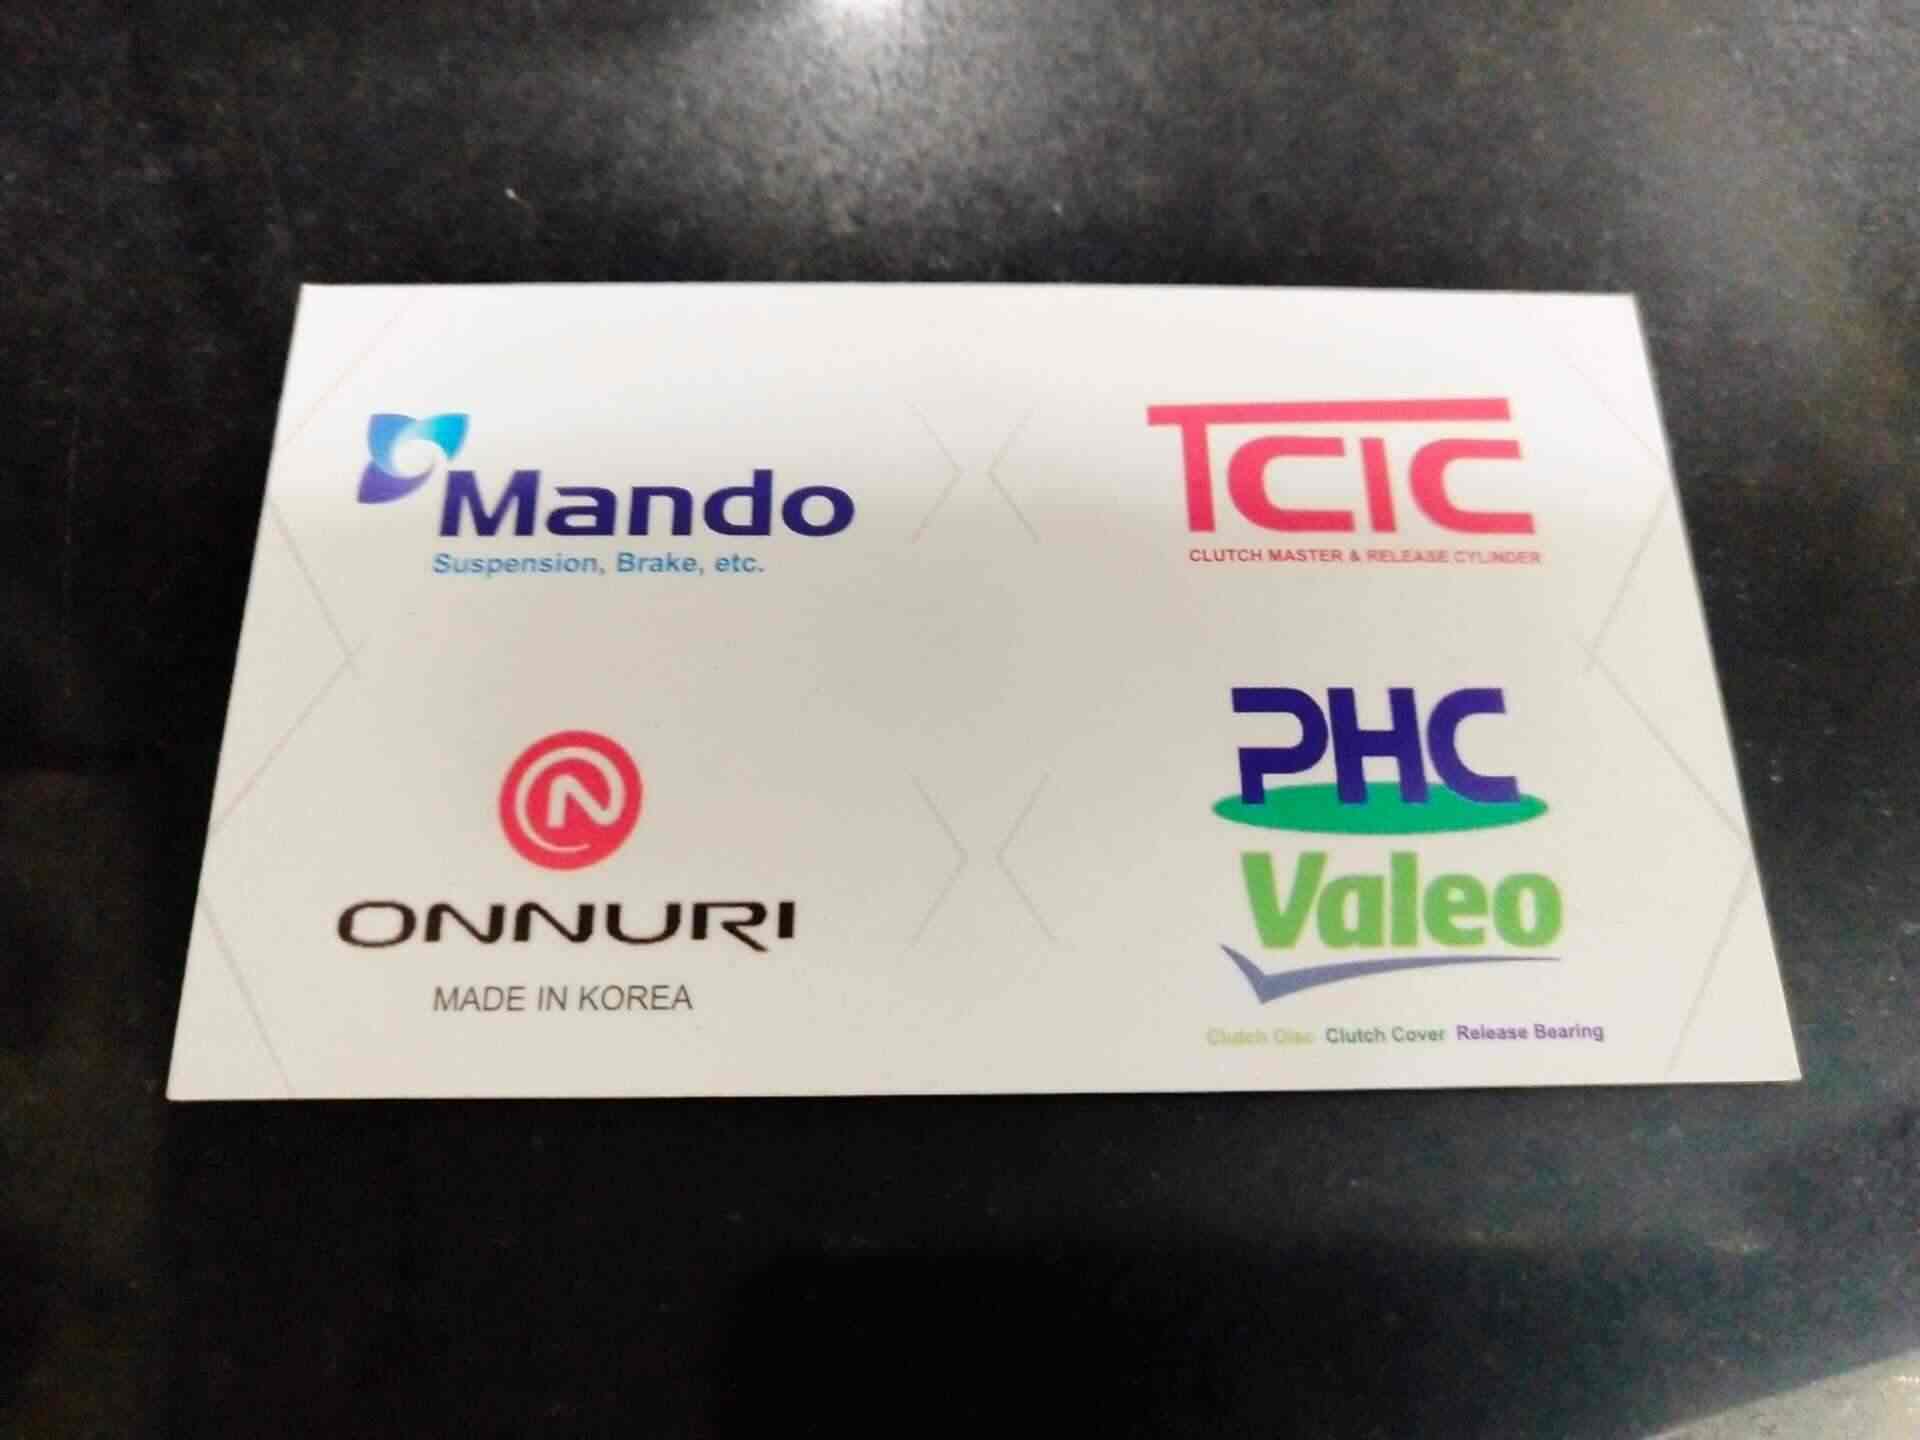 Mando
Suspension, Brake, etc.
TCIC
CLUTCH MASTER & RELEASE CYLINDER
ONNURI
MADE IN KOREA
PHC
Valeo
Clutch Disc Clutch Cover Release Bearing